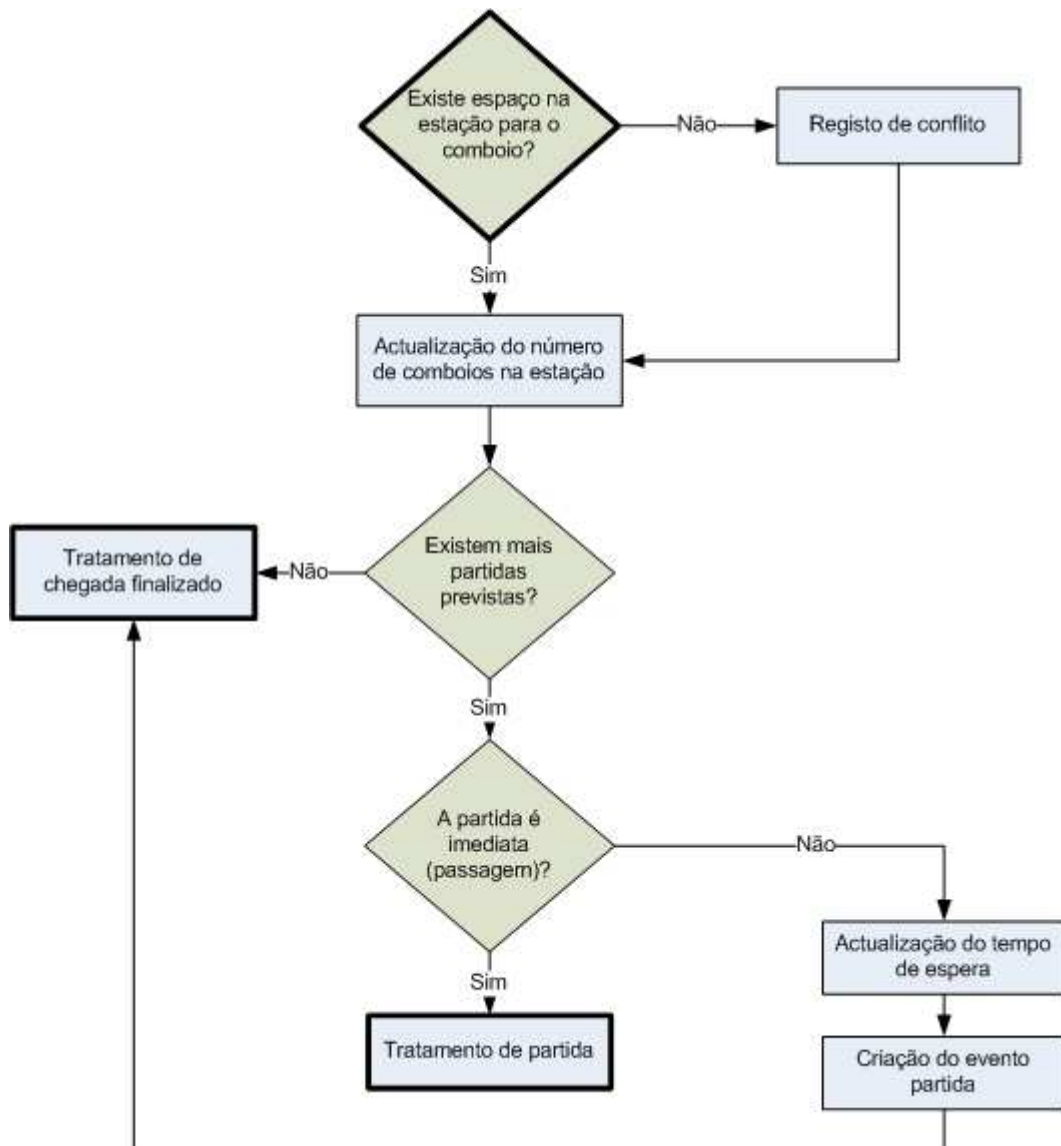 Existe espaço na
estação para o
comboio?
Não
Registo de conflito
Sim
Actualização do número
de comboios na estação
Existem mais
partidas
previstas?
Não
Tratamento de
chegada finalizado
Sim
A partida é
imediata
(passagem)?
Não
Actualização do tempo
de espera
Sim
Tratamento de partida
Criação do evento
partida